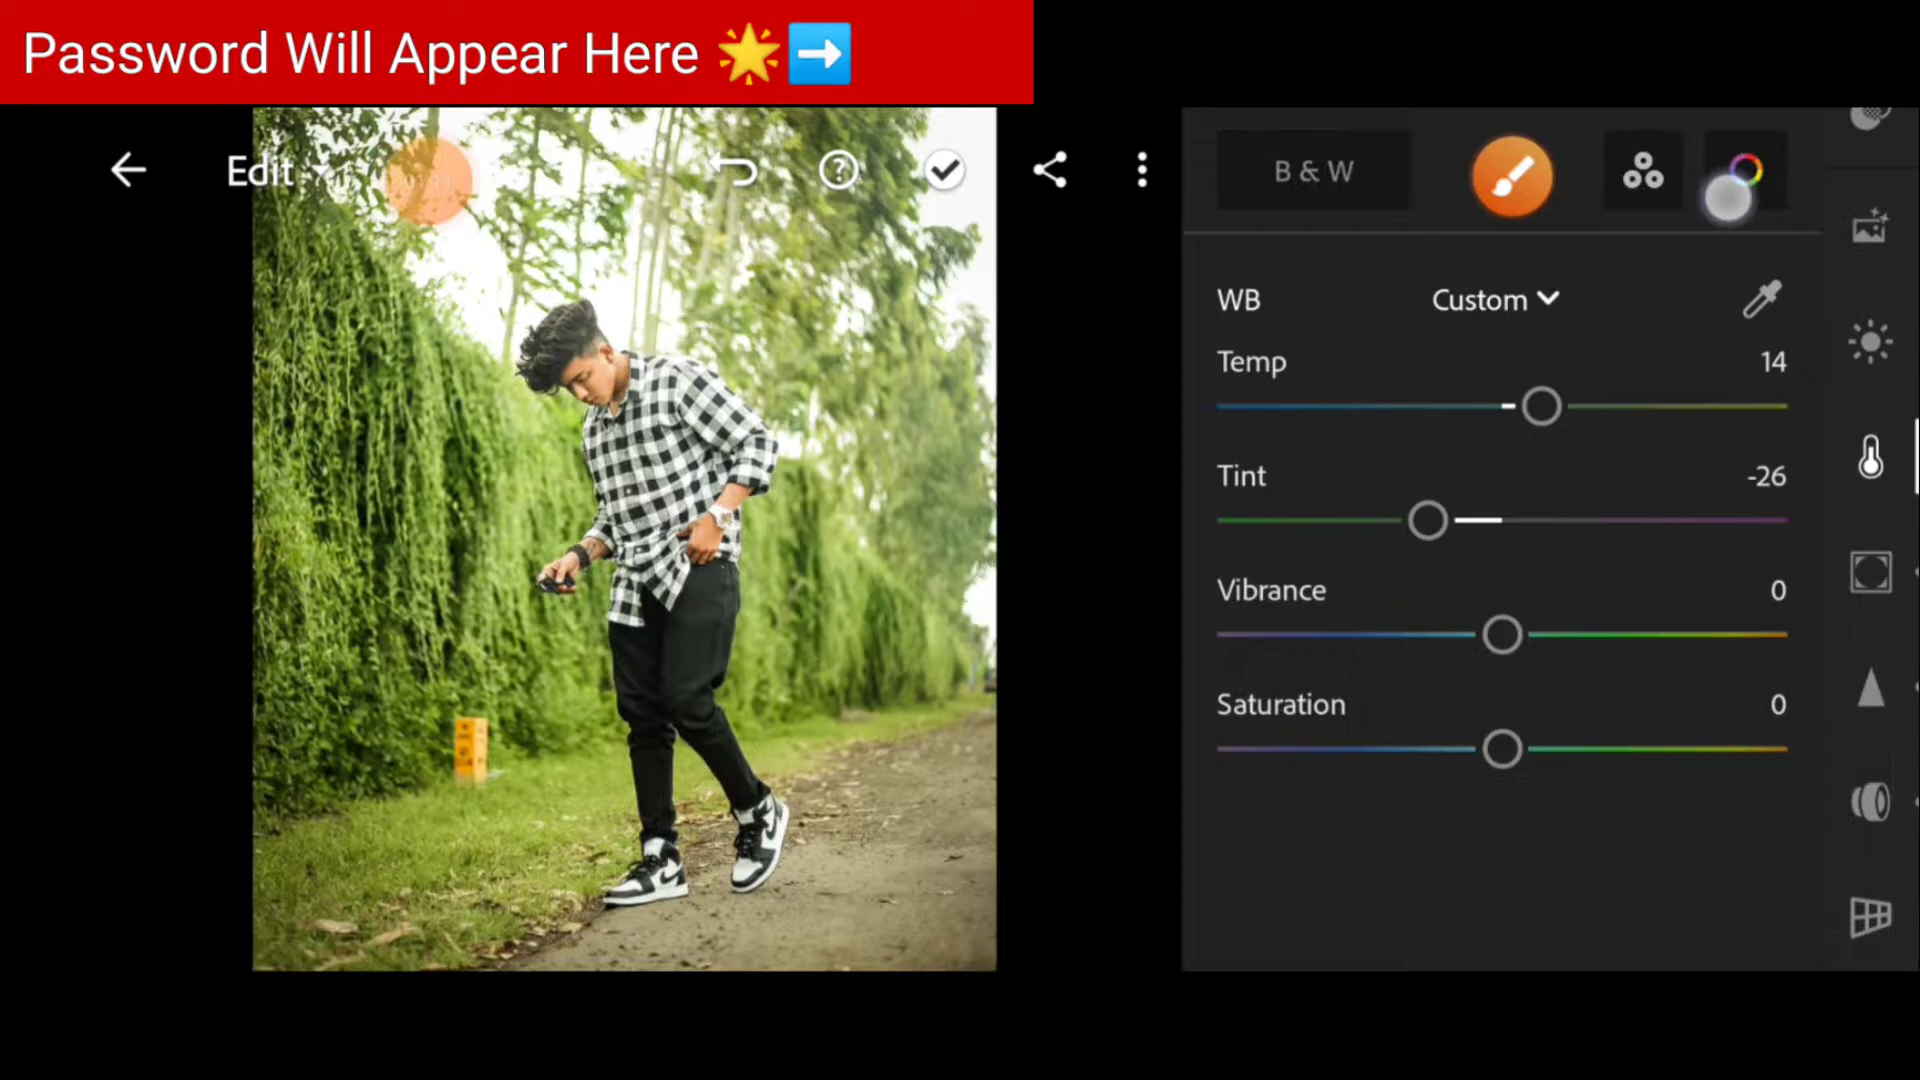 Password Will Appear Here 🌟➡️
Edit
B & W
WB Custom
Temp 14
Tint -26
Vibrance 0
Saturation 0